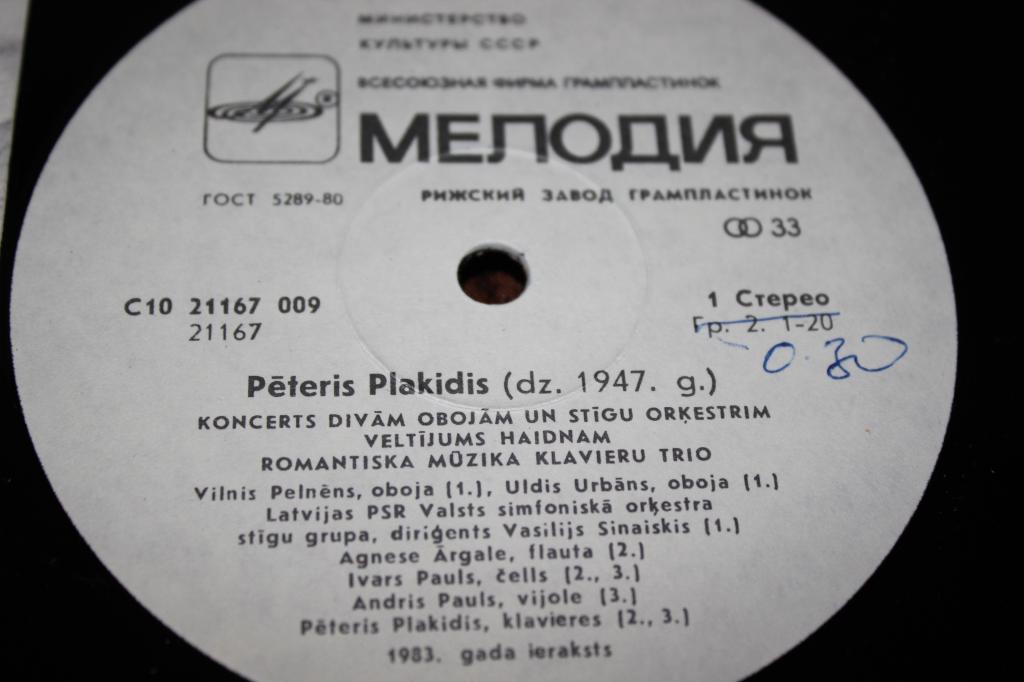 МИНИСТЕРСТВО
КУЛЬТУРЫ СССР
ВСЕСОЮЗНАЯ ФИРМА ГРАМПЛАСТИНОК
МЕЛОДИЯ
ГОСТ 5289-80
РИЖСКИЙ ЗАВОД ГРАМПЛАСТИНОК
33
С10 21167 009
21167
1 Стерео
Гр. 2. 1-20
0.30
Pēteris Plakidis (dz. 1947. g.)
KONCERTS DIVĀM OBOJĀM UN STĪGU ORĶESTRIM
VELTĪJUMS HAIDNAM
ROMANTISKA MŪZIKA KLAVIERU TRIO
Vilnis Pelnēns, oboja (1.), Uldis Urbāns, oboja (1.)
Latvijas PSR Valsts simfoniskā orķestra
stīgu grupa, diriģents Vasilijs Sinaiskis (1.)
Agnese Ārgale, flauta (2.)
Ivars Pauls, čells (2., 3.)
Andris Pauls, vijole (3.)
Pēteris Plakidis, klavieres (2., 3.)
1983. gada ieraksts